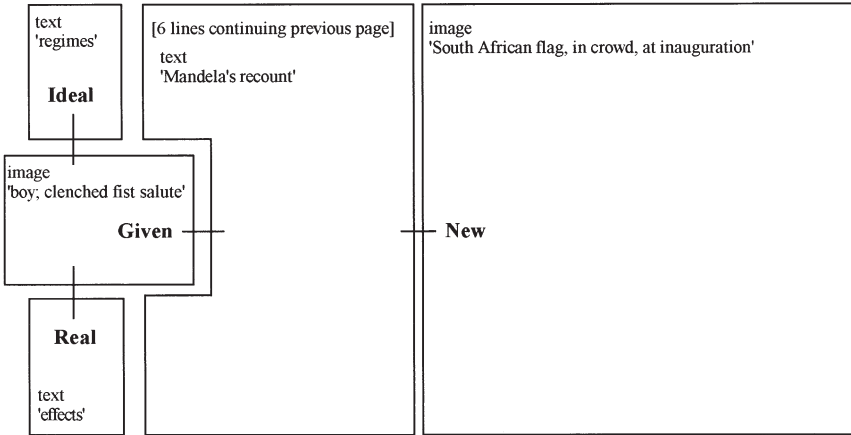 text
'regimes'
Ideal
image
'boy; clenched fist salute'
Given
Real
text
'effects'
[6 lines continuing previous page]
text
'Mandela's recount'
image
'South African flag, in crowd, at inauguration'
New